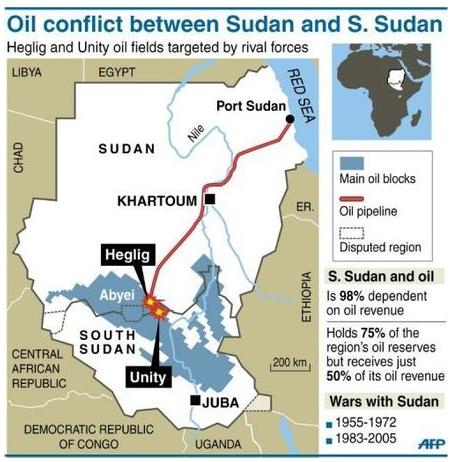 Oil conflict between Sudan and S. Sudan
Heglig and Unity oil fields targeted by rival forces
LIBYA
EGYPT
RED SEA
Port Sudan
Nile
SUDAN
CHAD
KHARTOUM
ER.
Heglig
Abyei
ETHIOPIA
SOUTH
SUDAN
Unity
CENTRAL
AFRICAN
REPUBLIC
200 km
JUBA
DEMOCRATIC REPUBLIC
OF CONGO
UGANDA
Main oil blocks
Oil pipeline
Disputed region
S. Sudan and oil
Is 98% dependent
on oil revenue
Holds 75% of the
region's oil reserves
but receives just
50% of its oil revenue
Wars with Sudan
1955-1972
1983-2005
AFP